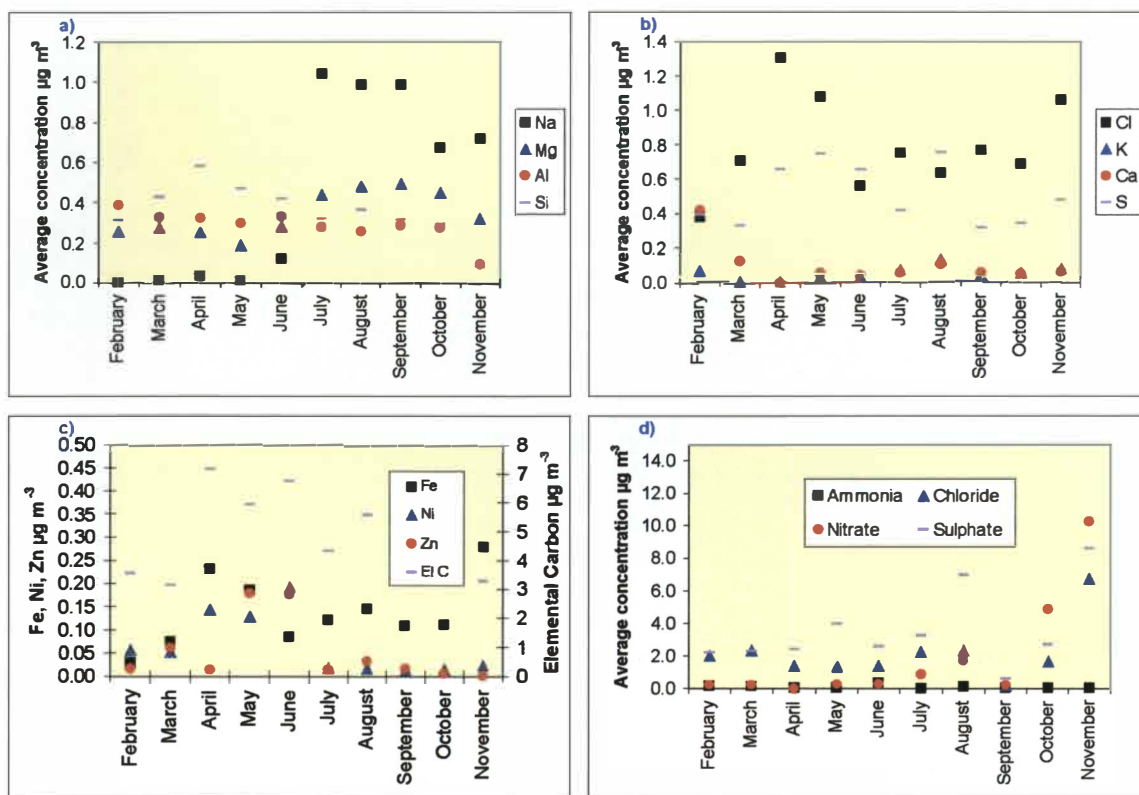 a)
Average concentration µg m³
1.2
1.0
0.8
0.6
0.4
0.2
0.0
February
March
April
May
June
July
August
September
October
November
Na
Mg
Al
Si
b)
Average concentration µg m³
1.4
1.2
1.0
0.8
0.6
0.4
0.2
0.0
February
March
April
May
June
July
August
September
October
November
Cl
K
Ca
S
c)
Fe, Ni, Zn µg m⁻³
0.50
0.45
0.40
0.35
0.30
0.25
0.20
0.15
0.10
0.05
0.00
February
March
April
May
June
July
August
September
October
November
Fe
Ni
Zn
El C
8
7
6
5
4
3
2
1
0
Elemental Carbon µg m⁻³
d)
Average concentration µg m³
14.0
12.0
10.0
8.0
6.0
4.0
2.0
0.0
February
March
April
May
June
July
August
September
October
November
Ammonia Chloride
Nitrate Sulphate